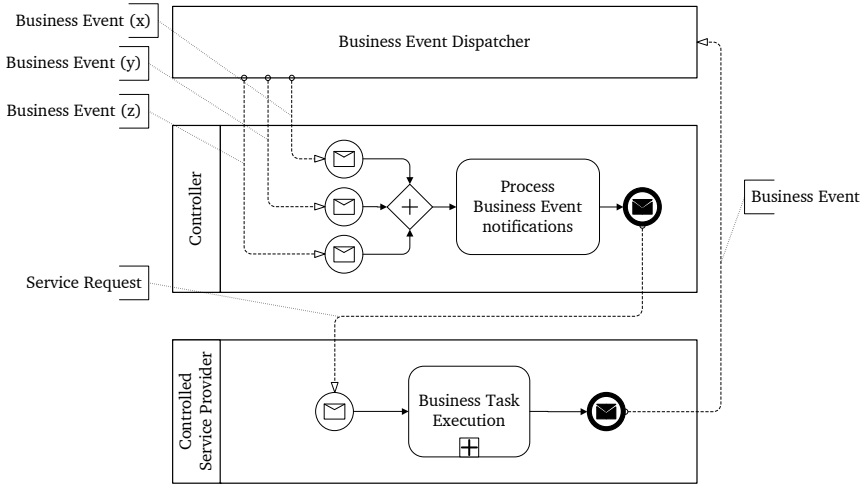 Business Event (x)
Business Event Dispatcher
Business Event (y)
Business Event (z)
Controller
Process
Business Event
notifications
Business Event
Service Request
Controlled
Service Provider
Business Task
Execution